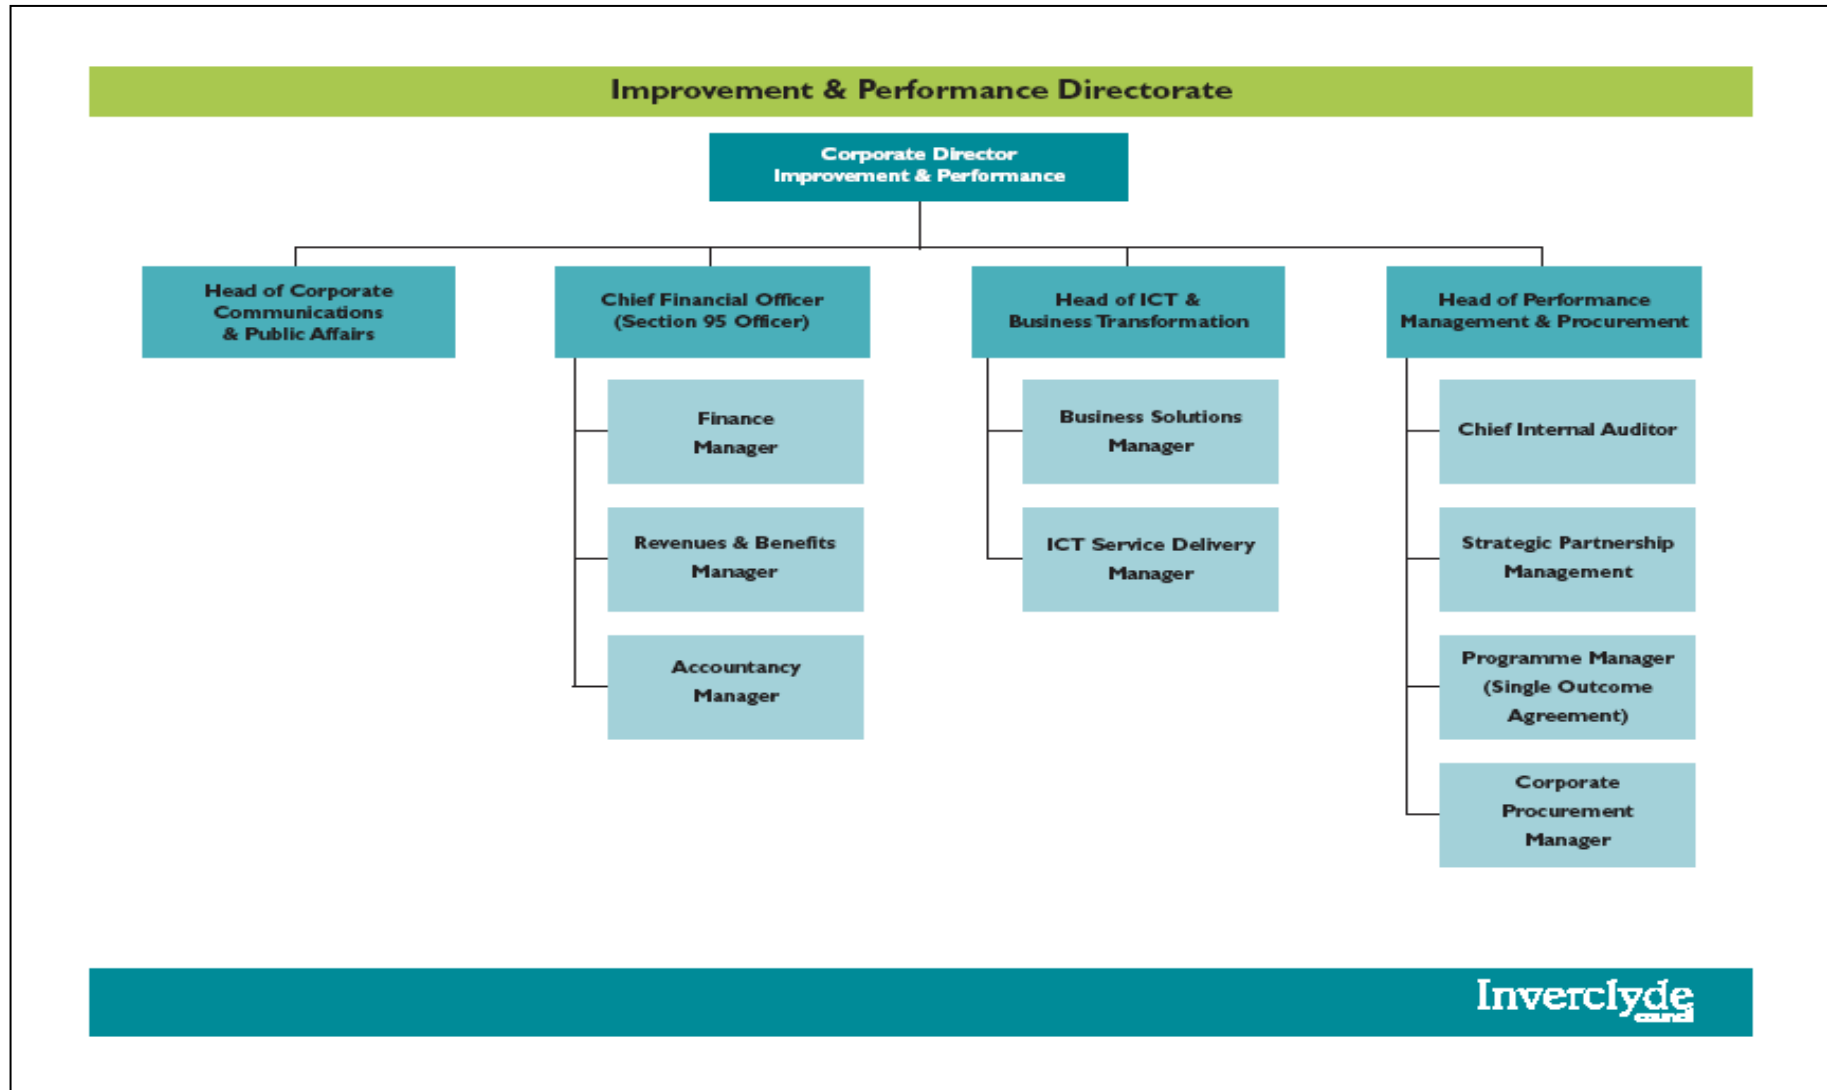 Improvement & Performance Directorate
Corporate Director
Improvement & Performance
Head of Corporate
Communications
& Public Affairs
Chief Financial Officer
(Section 95 Officer)
Finance
Manager
Revenues & Benefits
Manager
Accountancy
Manager
Head of ICT &
Business Transformation
Business Solutions
Manager
ICT Service Delivery
Manager
Head of Performance
Management & Procurement
Chief Internal Auditor
Strategic Partnership
Management
Programme Manager
(Single Outcome
Agreement)
Corporate
Procurement
Manager
Inverclyde
council